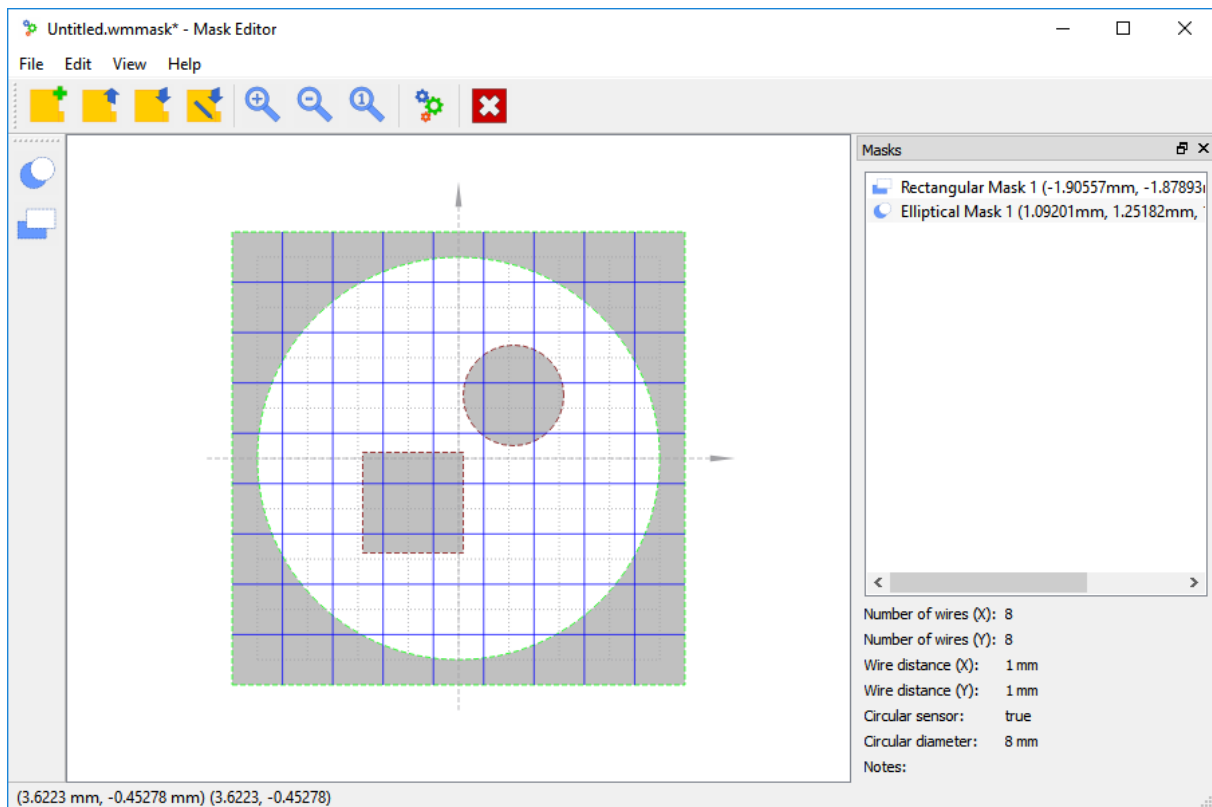 Untitled.wmmask* - Mask Editor
File Edit View Help
1
Masks
Rectangular Mask 1 (-1.90557mm, -1.87893
Elliptical Mask 1 (1.09201mm, 1.25182mm,
Number of wires (X): 8
Number of wires (Y): 8
Wire distance (X): 1 mm
Wire distance (Y): 1 mm
Circular sensor: true
Circular diameter: 8 mm
Notes:
(3.6223 mm, -0.45278 mm) (3.6223, -0.45278)